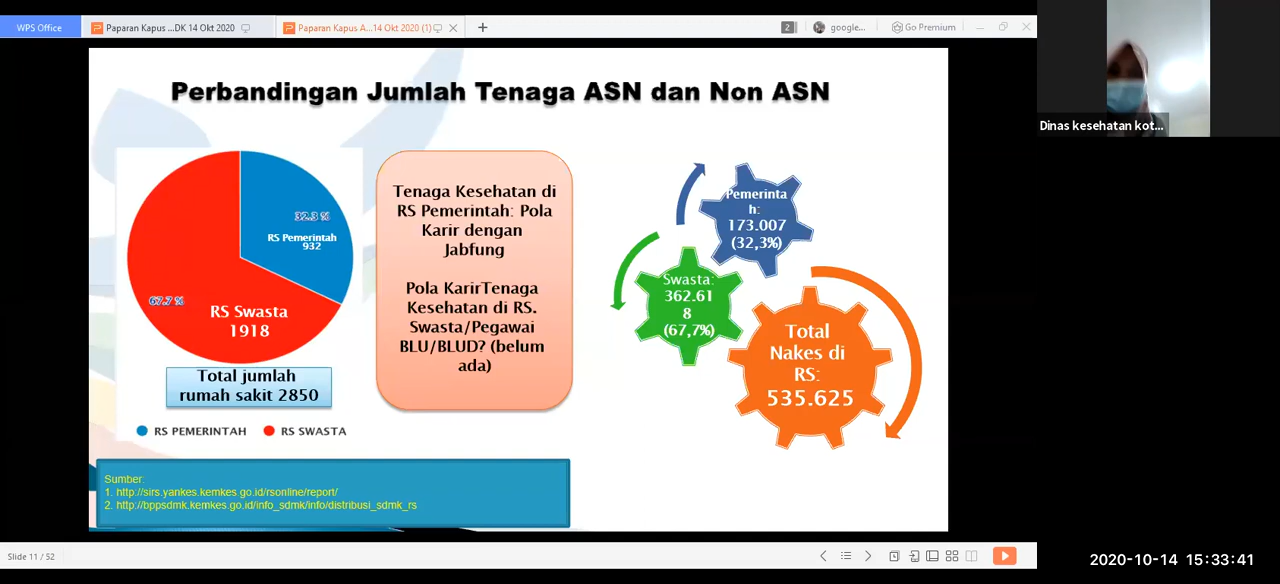 WPS Office
Paparan Kapus ...DK 14 Okt 2020
Paparan Kapus A...14 Okt 2020 (1)
2
google...
Go Premium
Dinas kesehatan kot...
Perbandingan Jumlah Tenaga ASN dan Non ASN
32.3 %
RS Pemerintah
932
67.7 %
RS Swasta
1918
Total jumlah
rumah sakit 2850
RS PEMERINTAH
RS SWASTA
Tenaga Kesehatan di
RS Pemerintah: Pola
Karir dengan
Jabfung
Pola KarirTenaga
Kesehatan di RS.
Swasta/Pegawai
BLU/BLUD? (belum
ada)
Pemerinta
h:
173.007
(32,3%)
Swasta:
362.61
8
(67,7%)
Total
Nakes di
RS:
535.625
Sumber:
1. http://sirs.yankes.kemkes.go.id/rsonline/report/
2. http://bppsdmk.kemkes.go.id/info_sdmk/info/distribusi_sdmk_rs
Slide 11 / 52
2020-10-14 15:33:41